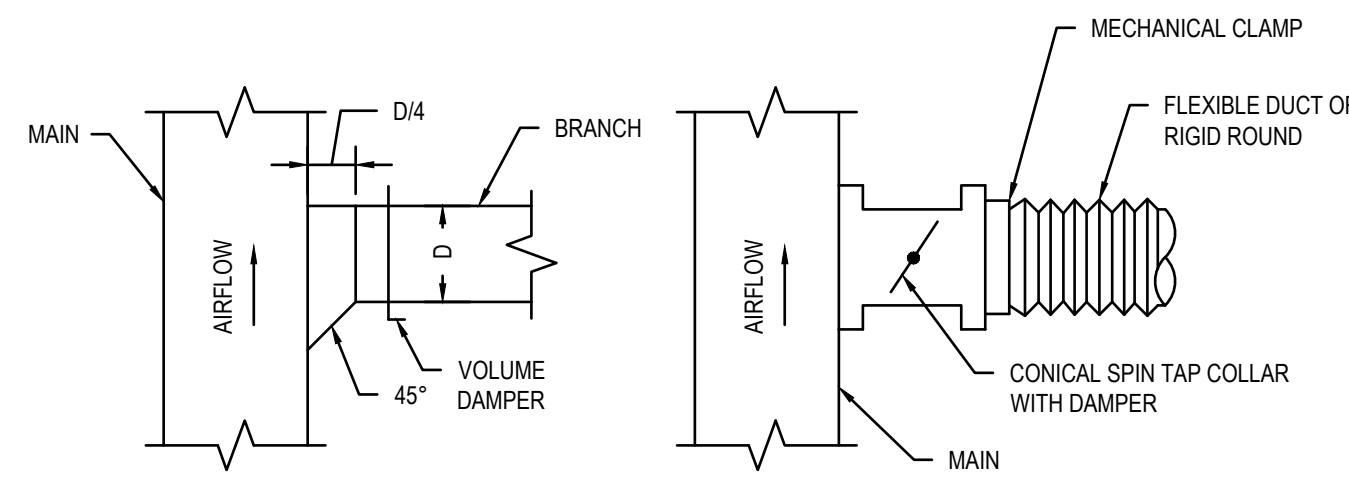 MAIN
D/4
BRANCH
AIRFLOW
D
45°
VOLUME
DAMPER
MECHANICAL CLAMP
FLEXIBLE DUCT
RIGID ROUND
AIRFLOW
CONICAL SPIN TAP COLLAR
WITH DAMPER
MAIN